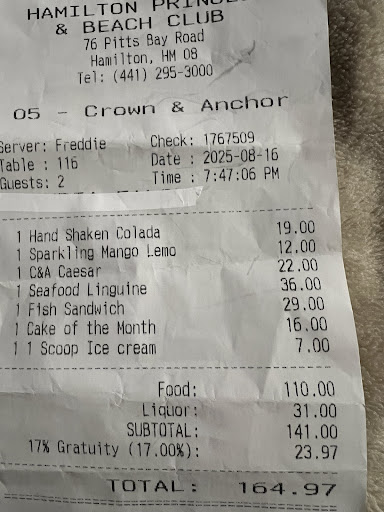 HAMILTON
& BEACH CLUB
76 Pitts Bay Road
Hamilton, HM 08
Tel: (441) 295-3000
05 - Crown & Anchor
Server: Freddie Check: 1767509
Table : 116 Date : 2025-08-16
Guests: 2 Time : 7:47:06 PM
1 Hand Shaken Colada 19.00
1 Sparkling Mango Lemo 12.00
1 C&A Caesar 22.00
1 Seafood Linguine 36.00
1 Fish Sandwich 29.00
1 Cake of the Month 16.00
1 1 Scoop Ice cream 7.00
Food: 110.00
Liquor: 31.00
SUBTOTAL: 141.00
17% Gratuity (17.00%): 23.97
TOTAL: 164.97